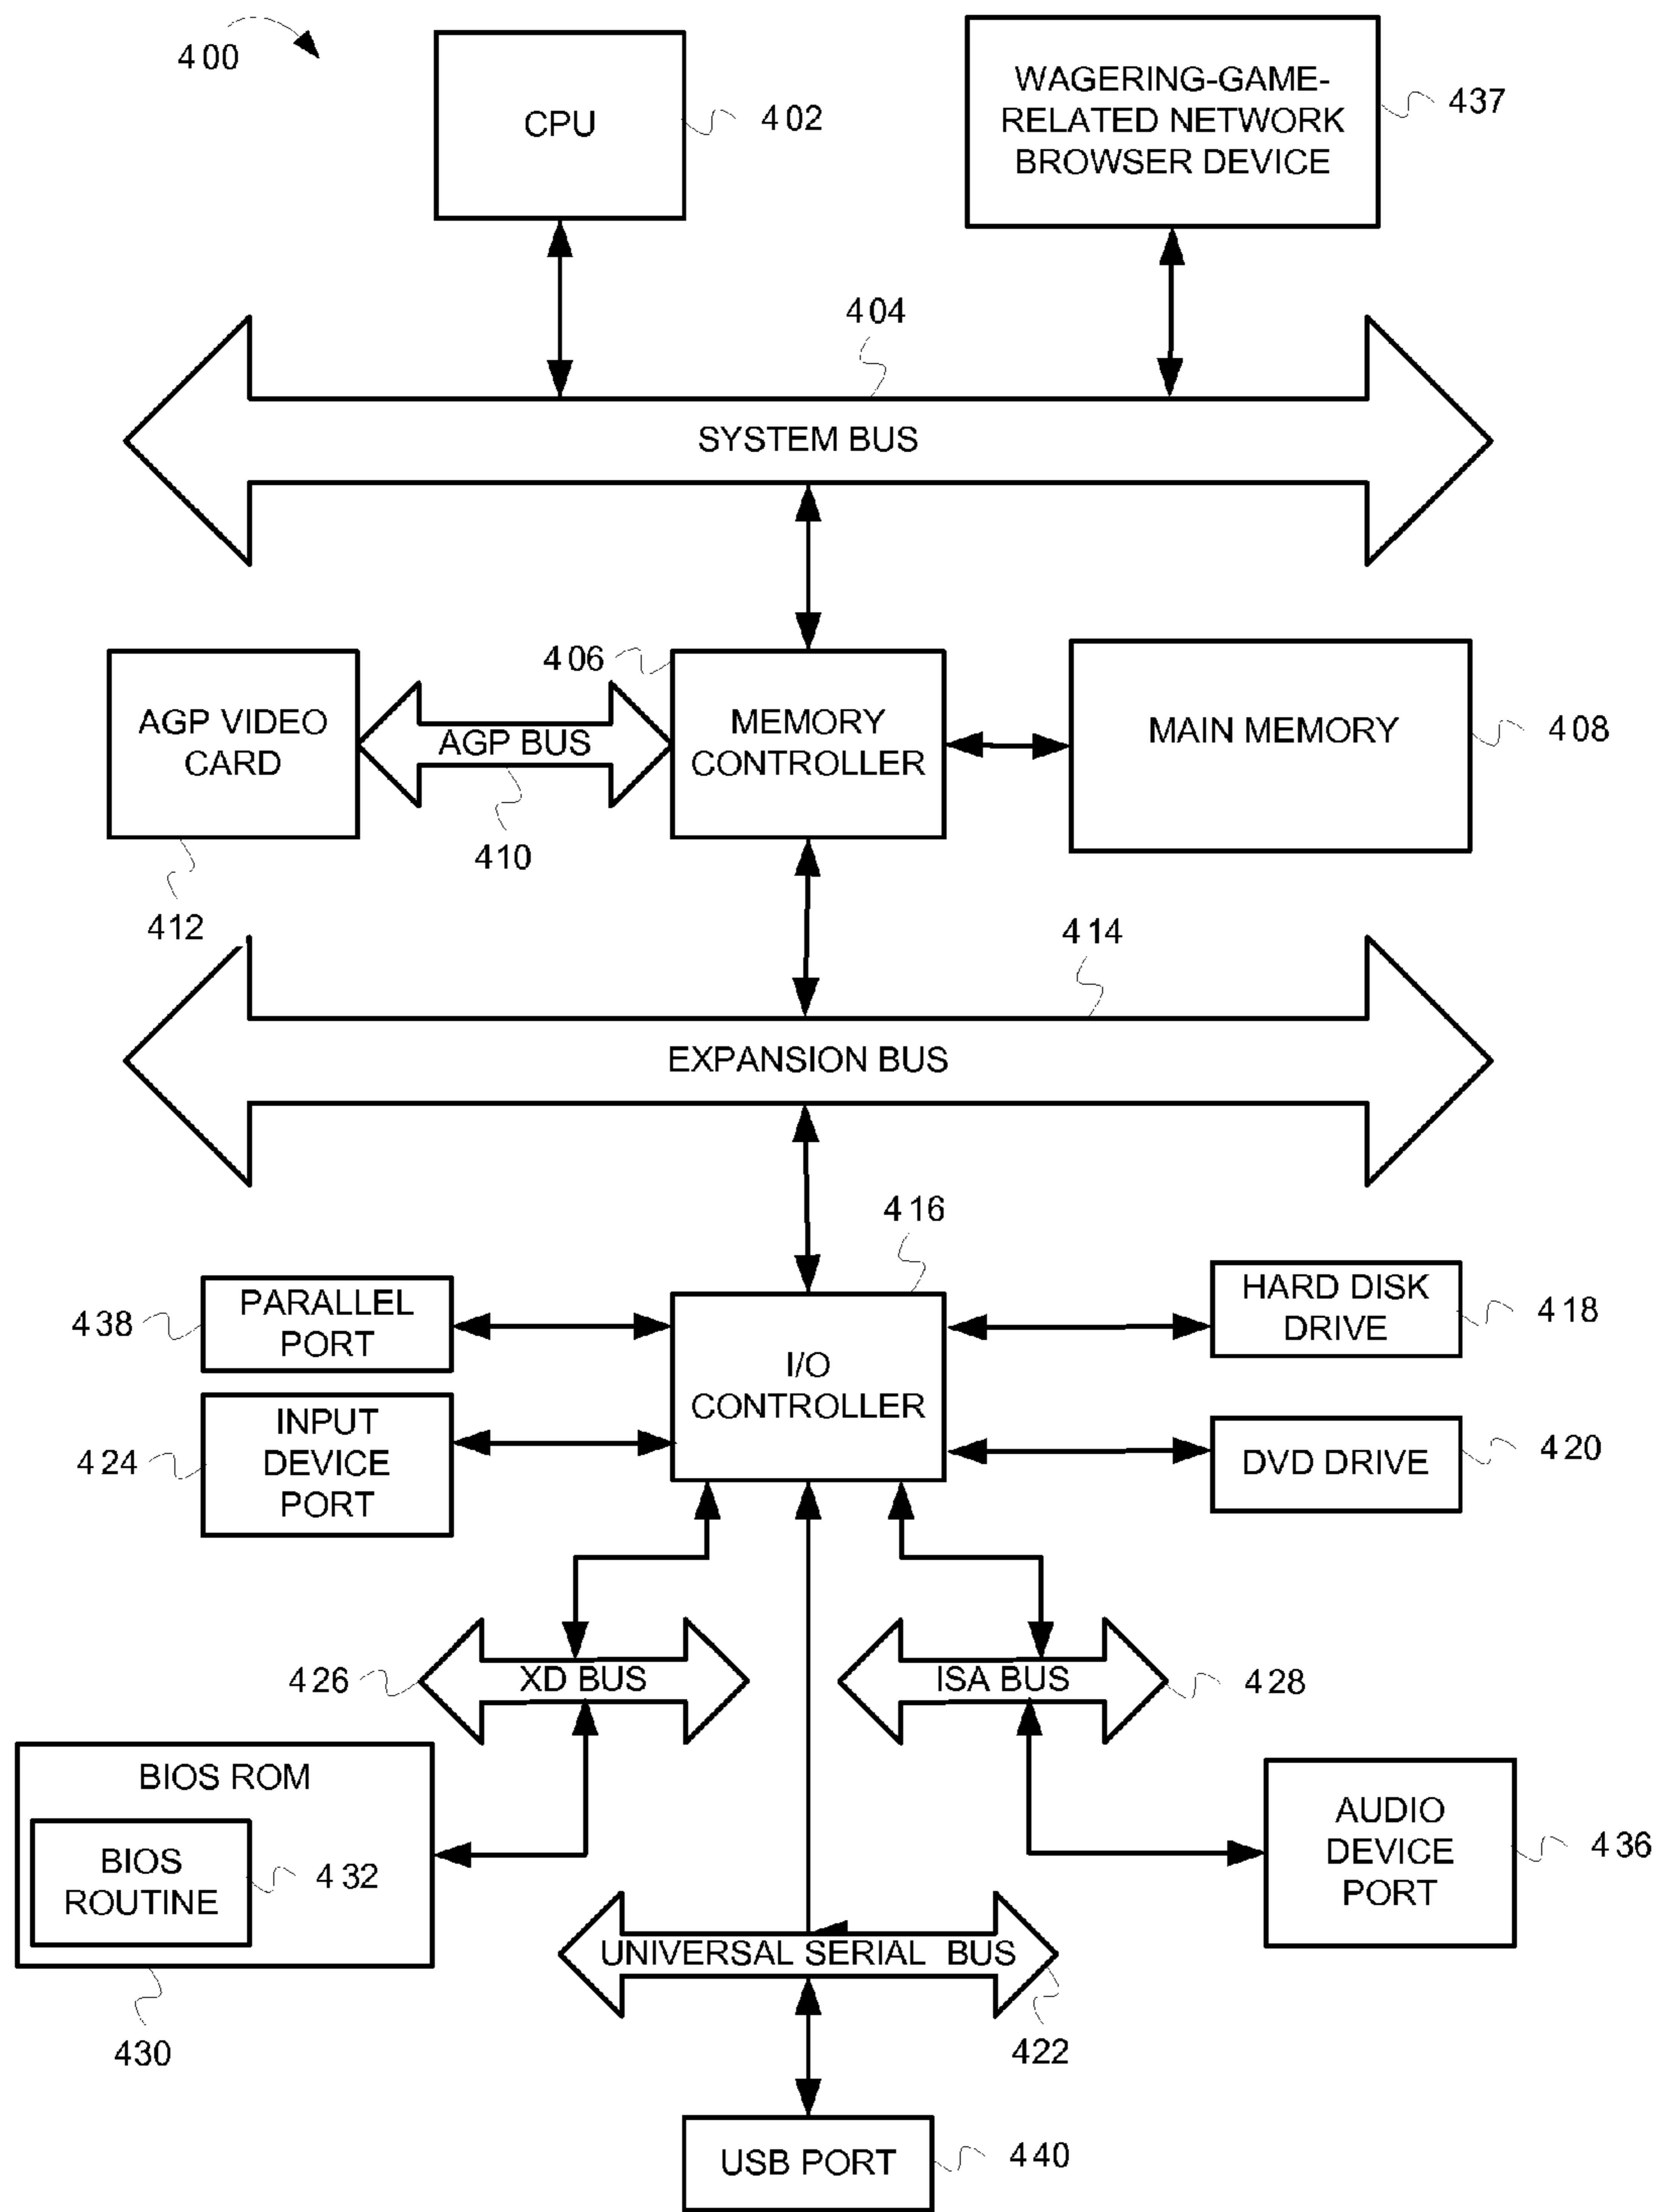 400
CPU
402
WAGERING-GAME-
RELATED NETWORK
BROWSER DEVICE
437
404
SYSTEM BUS
406
AGP VIDEO
CARD
AGP BUS
MEMORY
CONTROLLER
MAIN MEMORY
408
410
412
414
EXPANSION BUS
416
438
PARALLEL
PORT
HARD DISK
DRIVE
418
I/O
CONTROLLER
424
INPUT
DEVICE
PORT
DVD DRIVE
420
426
XD BUS
ISA BUS
428
BIOS ROM
BIOS
ROUTINE
432
AUDIO
DEVICE
PORT
436
UNIVERSAL SERIAL BUS
430
422
USB PORT
440